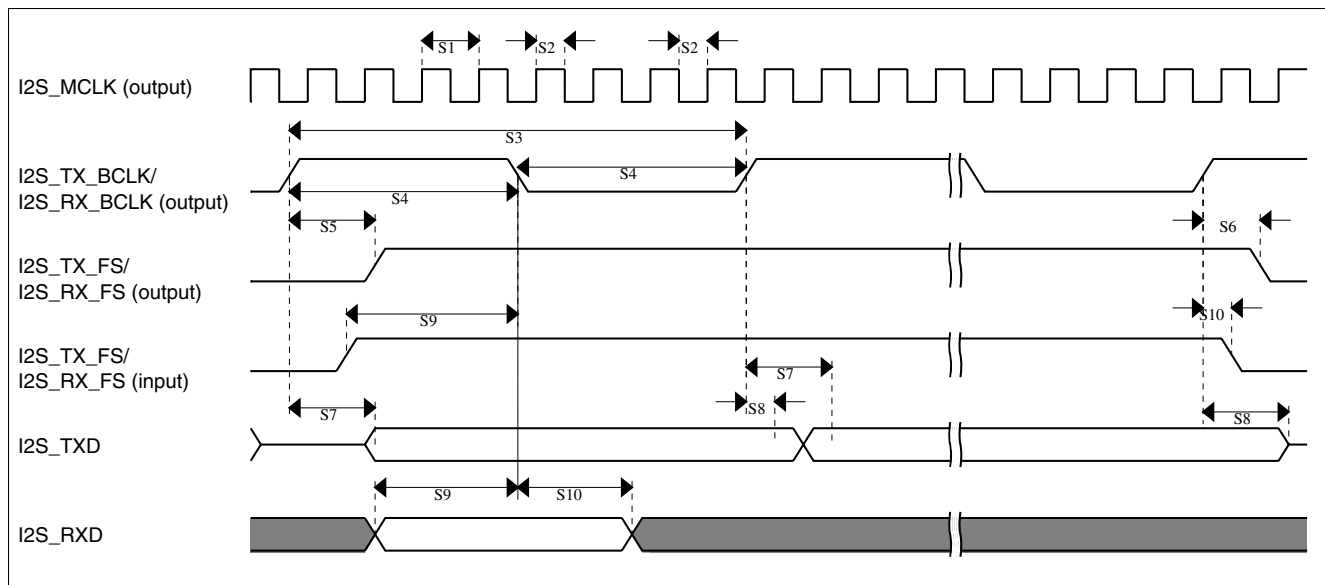 S1 S2 S2
I2S_MCLK (output)
S3
I2S_TX_BCLK/
I2S_RX_BCLK (output)
S4
S4
S5
S6
I2S_TX_FS/
I2S_RX_FS (output)
S9
S10
I2S_TX_FS/
I2S_RX_FS (input)
S7
S7
S8
S8
I2S_TXD
S9 S10
I2S_RXD